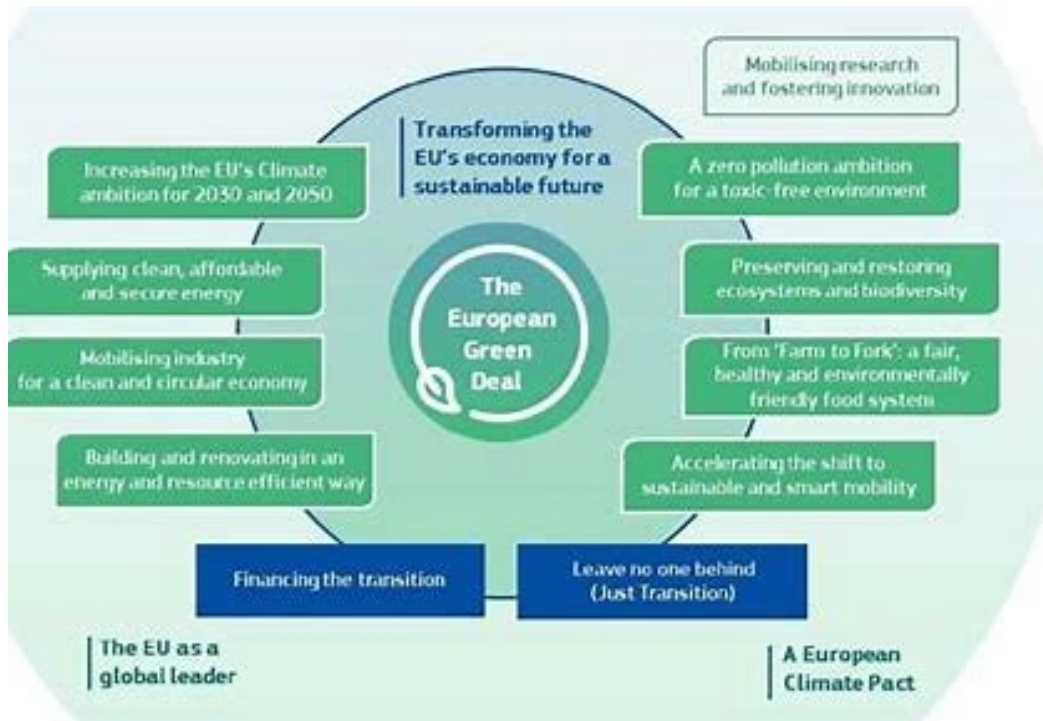 Mobilising research
and fostering innovation
Transforming the
EU's economy for a
sustainable future
Increasing the EU's Climate
ambition for 2030 and 2050
Supplying clean, affordable
and secure energy
Mobilising industry
for a clean and circular economy
Building and renovating in an
energy and resource efficient way
The
European
Green
Deal
A zero pollution ambition
for a toxic-free environment
Preserving and restoring
ecosystems and biodiversity
From 'Farm to Fork': a fair,
healthy and environmentally
friendly food system
Accelerating the shift to
sustainable and smart mobility
Financing the transition
Leave no one behind
(Just Transition)
The EU as a
global leader
A European
Climate Pact